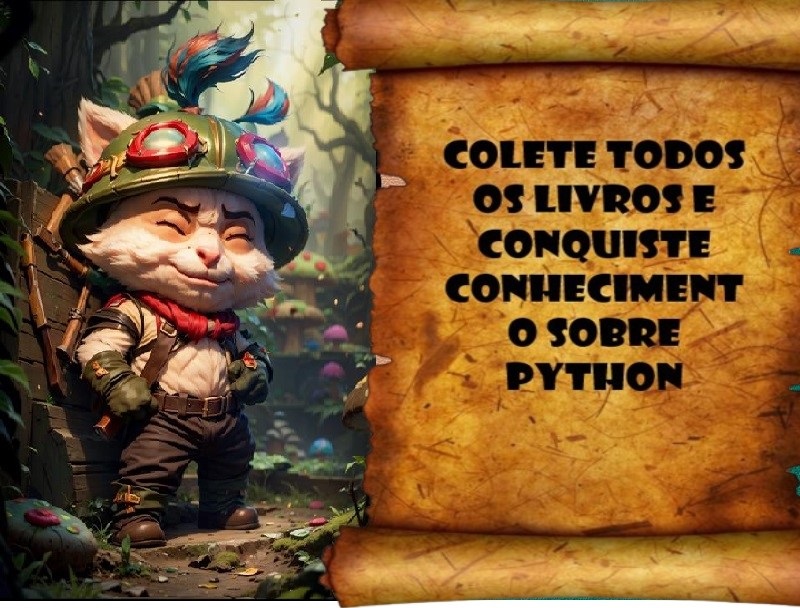 COLETE TODOS
OS LIVROS E
CONQUISTE
CONHECIMENT
O SOBRE
PYTHON